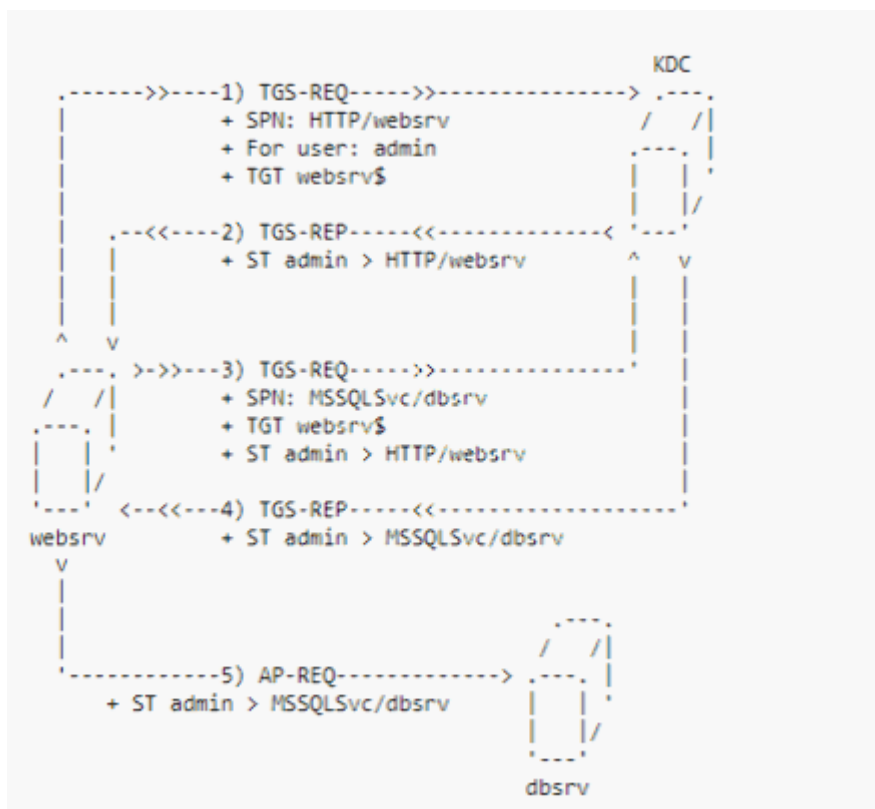 KDC
1) TGS-REQ
+ SPN: HTTP/websrv
+ For user: admin
+ TGT websrv$
2) TGS-REP
+ ST admin > HTTP/websrv
3) TGS-REQ
+ SPN: MSSQLSvc/dbsrv
+ TGT websrv$
+ ST admin > HTTP/websrv
4) TGS-REP
websrv
+ ST admin > MSSQLSvc/dbsrv
5) AP-REQ
+ ST admin > MSSQLSvc/dbsrv
dbsrv